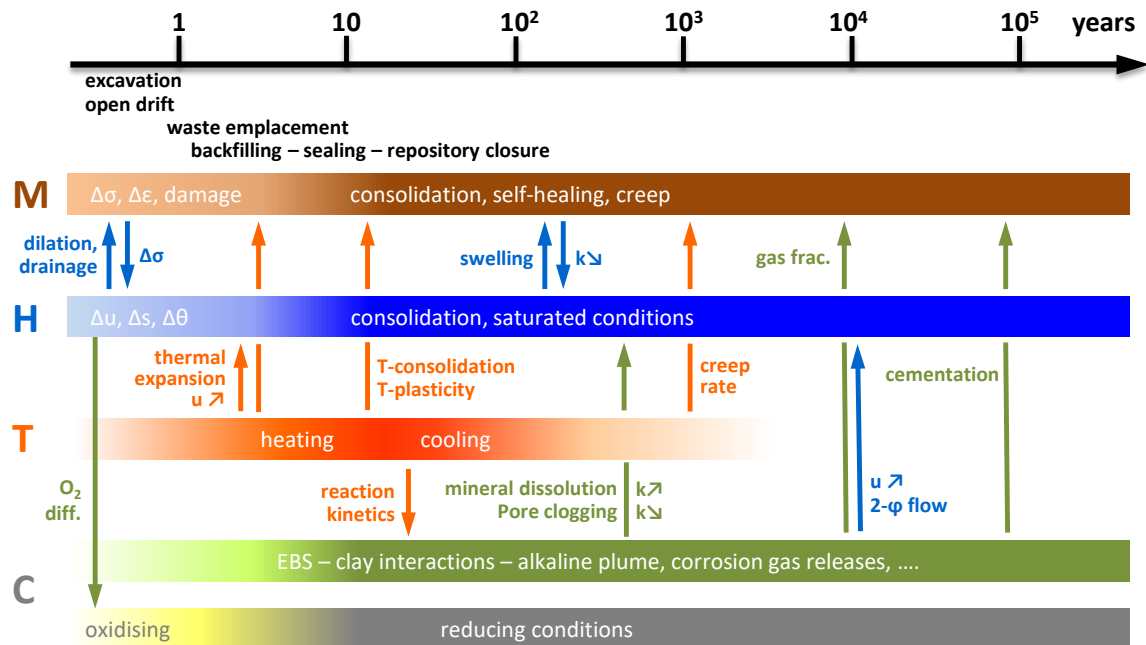 1 10 10² 10³ 10⁴ 10⁵ years
excavation
open drift
waste emplacement
backfilling – sealing – repository closure
M
Δσ, Δε, damage
consolidation, self-healing, creep
dilation,
drainage
Δσ
swelling
k↘
gas frac.
H
Δu, Δs, Δθ
consolidation, saturated conditions
thermal
expansion
u ↗
T-consolidation
T-plasticity
creep
rate
cementation
T
heating
cooling
O₂
diff.
reaction
kinetics
mineral dissolution
Pore clogging
k↗
k↘
u ↗
2-φ flow
C
EBS – clay interactions – alkaline plume, corrosion gas releases, ....
oxidising
reducing conditions